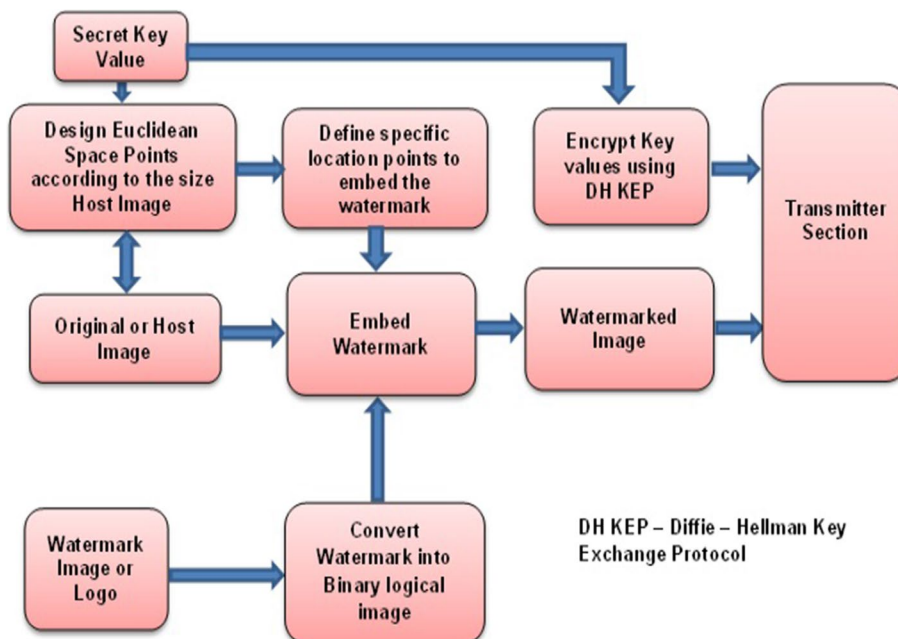 Secret Key
Value
Design Euclidean
Space Points
according to the size
Host Image
Define specific
location points to
embed the
watermark
Encrypt Key
values using
DH KEP
Transmitter
Section
Original or Host
Image
Embed
Watermark
Watermarked
Image
Watermark
Image or
Logo
Convert
Watermark into
Binary logical
image
DH KEP – Diffie – Hellman Key
Exchange Protocol